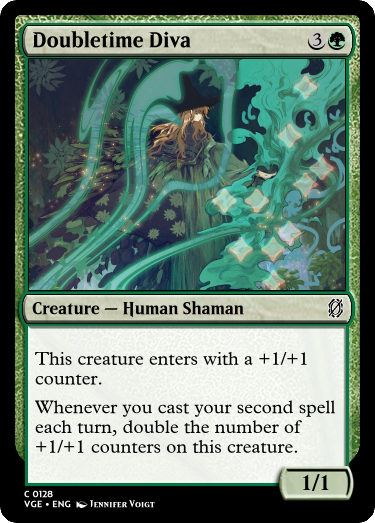 Doubletime Diva 3
Creature — Human Shaman
This creature enters with a +1/+1
counter.
Whenever you cast your second spell
each turn, double the number of
+1/+1 counters on this creature.
1/1
C 0128
VGE • ENG Jennifer Voigt